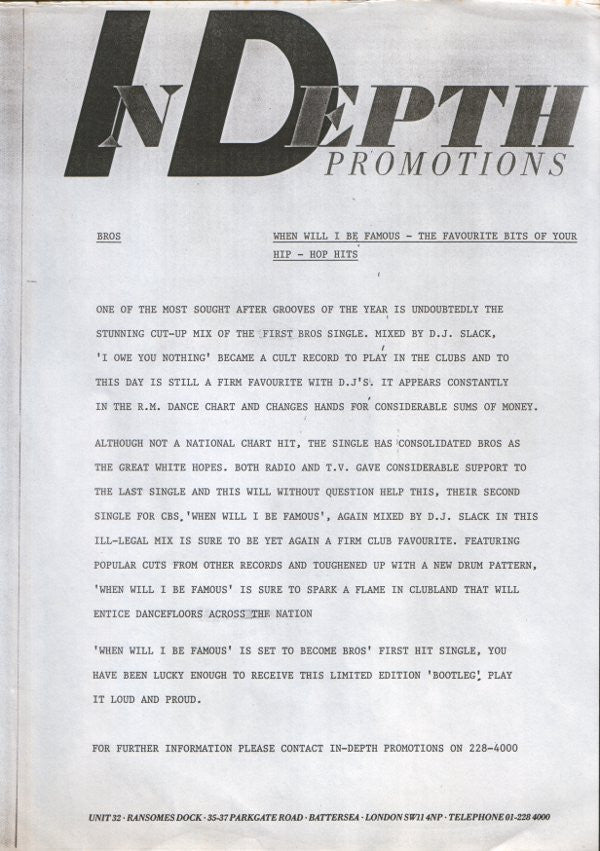 IN DEPTH
PROMOTIONS
BROS
WHEN WILL I BE FAMOUS - THE FAVOURITE BITS OF YOUR
HIP - HOP HITS
ONE OF THE MOST SOUGHT AFTER GROOVES OF THE YEAR IS UNDOUBTEDLY THE
STUNNING CUT-UP MIX OF THE FIRST BROS SINGLE. MIXED BY D.J. SLACK,
'I OWE YOU NOTHING' BECAME A CULT RECORD TO PLAY IN THE CLUBS AND TO
THIS DAY IS STILL A FIRM FAVOURITE WITH D.J'S. IT APPEARS CONSTANTLY
IN THE R.M. DANCE CHART AND CHANGES HANDS FOR CONSIDERABLE SUMS OF MONEY.
ALTHOUGH NOT A NATIONAL CHART HIT, THE SINGLE HAS CONSOLIDATED BROS AS
THE GREAT WHITE HOPES. BOTH RADIO AND T.V. GAVE CONSIDERABLE SUPPORT TO
THE LAST SINGLE AND THIS WILL WITHOUT QUESTION HELP THIS, THEIR SECOND
SINGLE FOR CBS, 'WHEN WILL I BE FAMOUS', AGAIN MIXED BY D.J. SLACK IN THIS
ILL-LEGAL MIX IS SURE TO BE YET AGAIN A FIRM CLUB FAVOURITE. FEATURING
POPULAR CUTS FROM OTHER RECORDS AND TOUGHENED UP WITH A NEW DRUM PATTERN,
'WHEN WILL I BE FAMOUS' IS SURE TO SPARK A FLAME IN CLUBLAND THAT WILL
ENTICE DANCEFLOORS ACROSS THE NATION
'WHEN WILL I BE FAMOUS' IS SET TO BECOME BROS' FIRST HIT SINGLE, YOU
HAVE BEEN LUCKY ENOUGH TO RECEIVE THIS LIMITED EDITION 'BOOTLEG'. PLAY
IT LOUD AND PROUD.
FOR FURTHER INFORMATION PLEASE CONTACT IN-DEPTH PROMOTIONS ON 228-4000
UNIT 32 · RANSOMES DOCK · 35-37 PARKGATE ROAD · BATTERSEA · LONDON SW11 4NP · TELEPHONE 01-228 4000